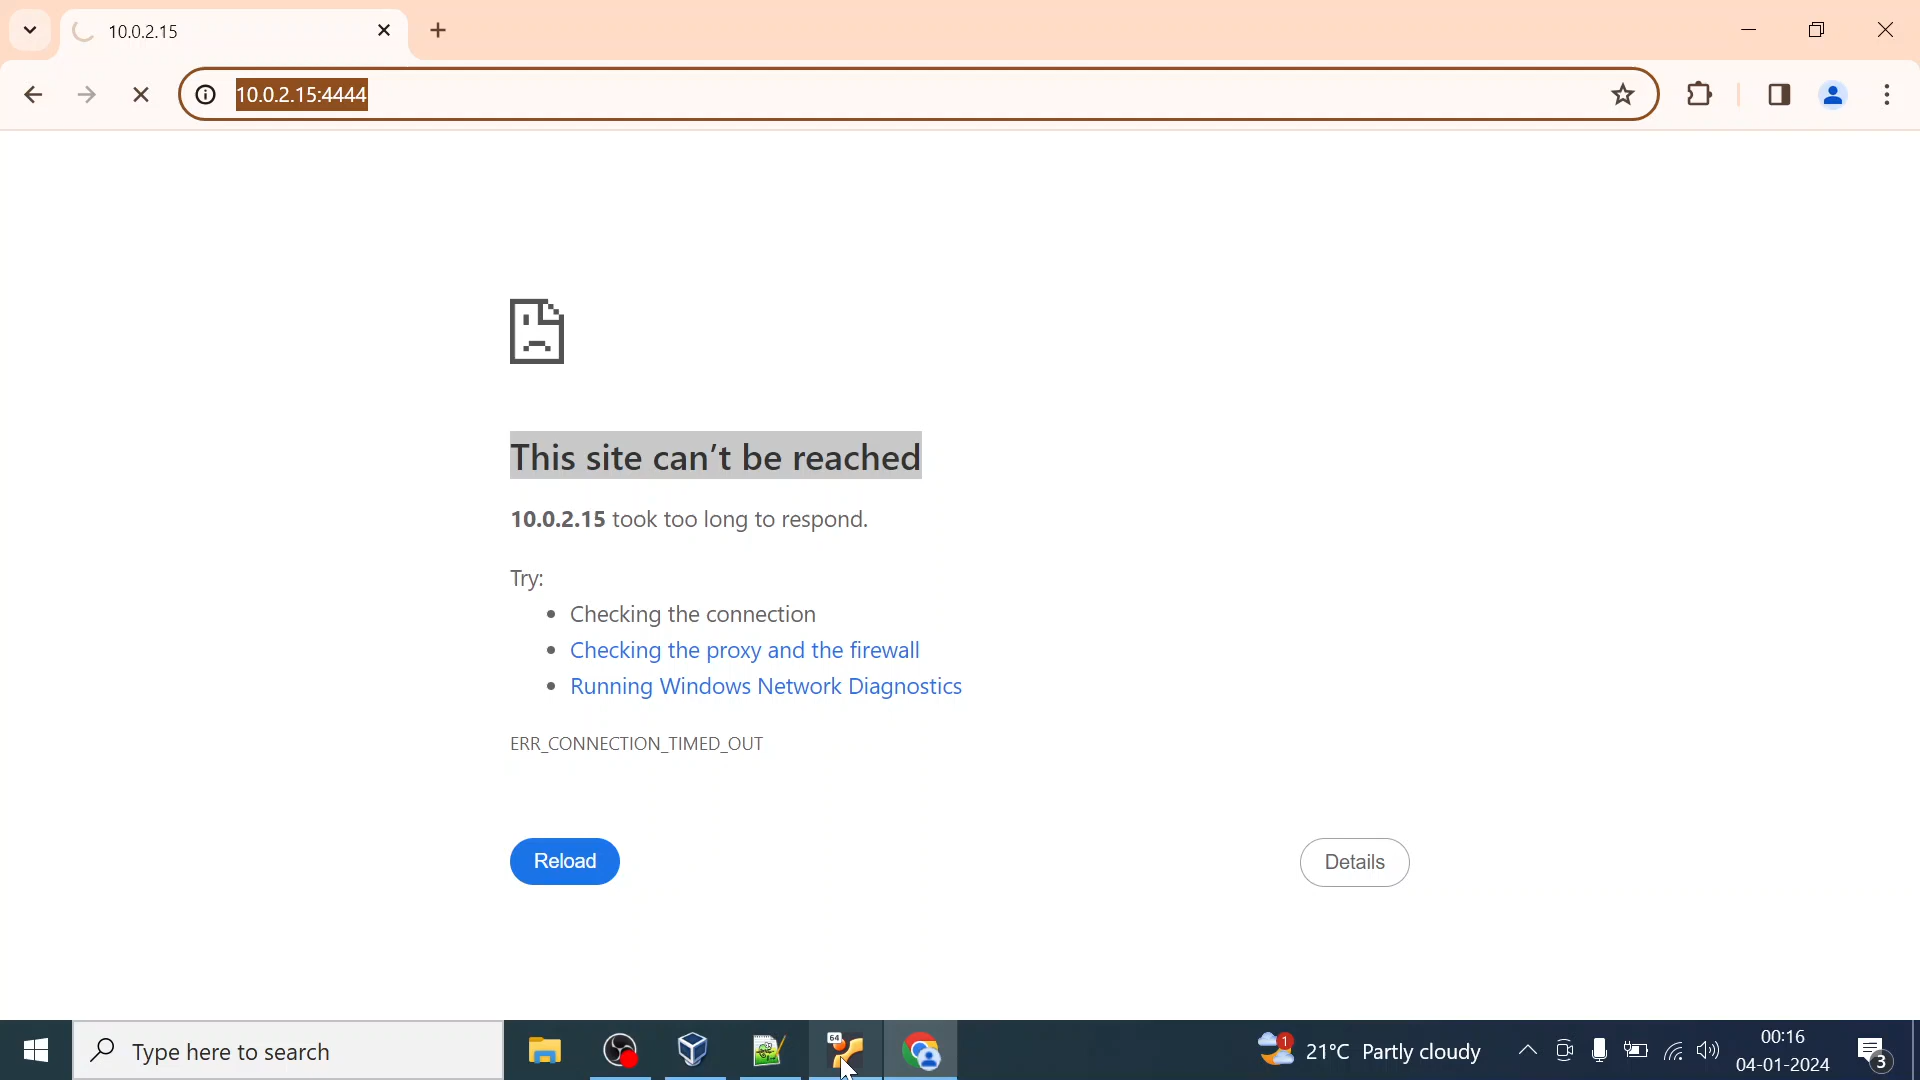 10.0.2.15
10.0.2.15:4444
This site can’t be reached
10.0.2.15 took too long to respond.
Try:
Checking the connection
Checking the proxy and the firewall
Running Windows Network Diagnostics
ERR_CONNECTION_TIMED_OUT
Reload
Details
Type here to search
64
1
21°C Partly cloudy
00:16
04-01-2024
3